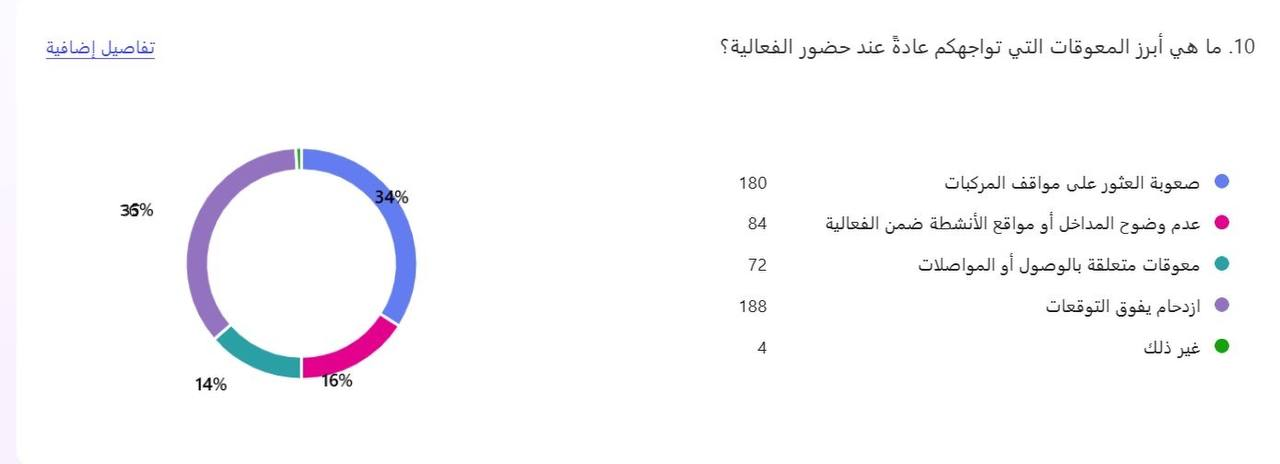 10. ما هي أبرز المعوقات التي تواجهكم عادةً عند حضور الفعالية؟
تفاصيل إضافية
صعوبة العثور على مواقف المركبات 180
عدم وضوح المداخل أو مواقع الأنشطة ضمن الفعالية 84
معوقات متعلقة بالوصول أو المواصلات 72
ازدحام يفوق التوقعات 188
غير ذلك 4
34%
16%
14%